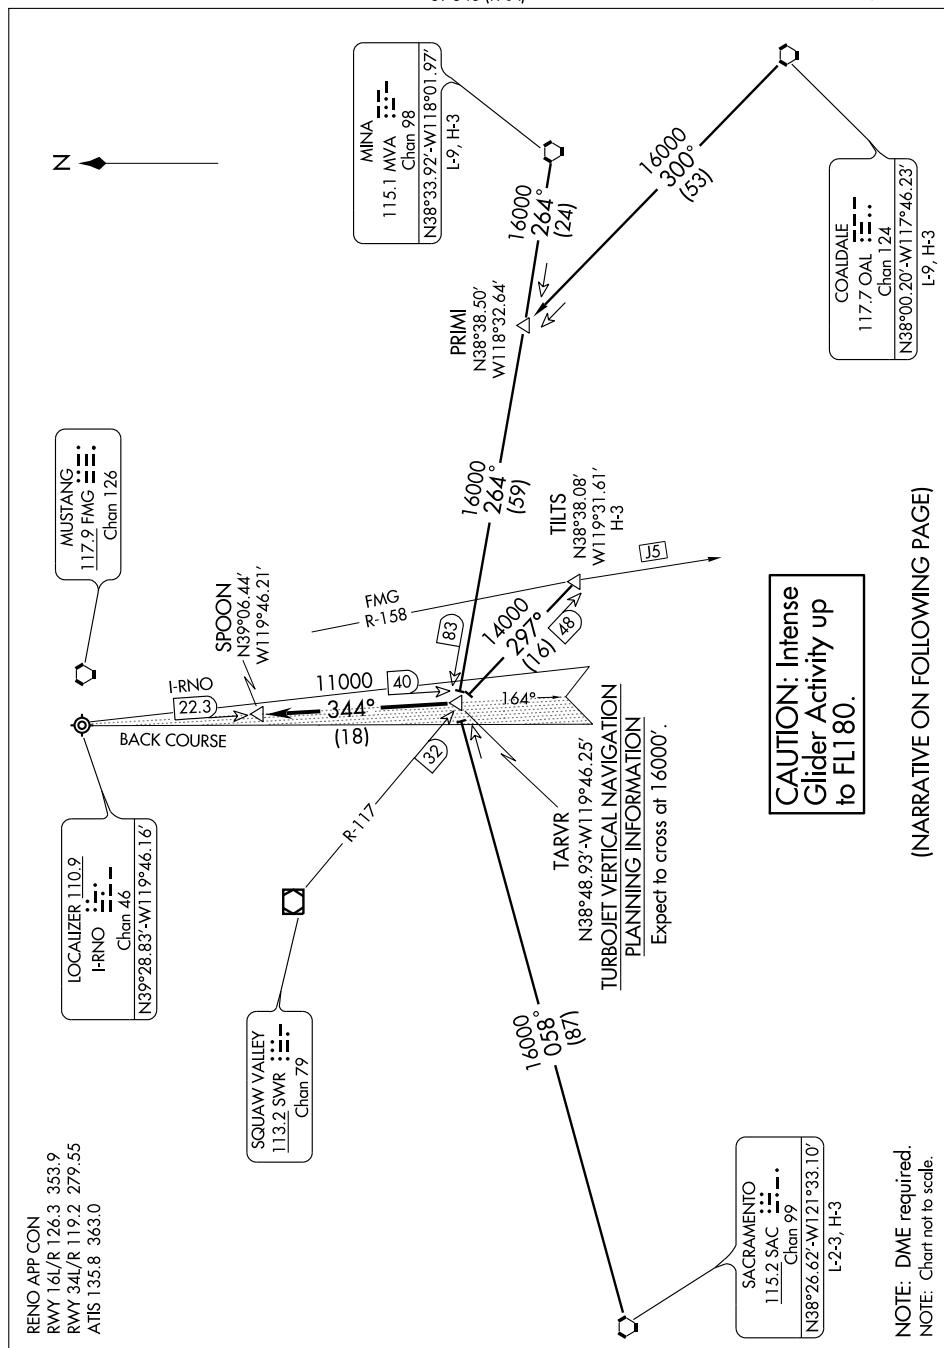 RENO APP CON
RWY 16L/R 126.3 353.9
RWY 34L/R 119.2 279.55
ATIS 135.8 363.0
LOCALIZER 110.9
I-RNO
Chan 46
N39°28.83'-W119°46.16'
MUSTANG
117.9 FMG
Chan 126
N
MINA
115.1 MVA
Chan 98
N38°33.92'-W118°01.97'
L-9, H-3
SQUAW VALLEY
113.2 SWR
Chan 79
R-117
32
BACK COURSE
I-RNO
22.3
SPOON
N39°06.44'
W119°46.21'
11000
344°
(18)
40
164°
FMG
R-158
83
14000
297°
(16)
48
TILTS
N38°38.08'
W119°31.61'
H-3
J5
16000
264°
(59)
PRIMI
N38°38.50'
W118°32.64'
16000
264°
(24)
16000
300°
(53)
COALDALE
117.7 OAL
Chan 124
N38°00.20'-W117°46.23'
L-9, H-3
TARVR
N38°48.93'-W119°46.25'
TURBOJET VERTICAL NAVIGATION
PLANNING INFORMATION
Expect to cross at 16000'.
16000
058°
(87)
SACRAMENTO
115.2 SAC
Chan 99
N38°26.62'-W121°33.10'
L-2-3, H-3
CAUTION: Intense
Glider Activity up
to FL180.
NOTE: DME required.
NOTE: Chart not to scale.
(NARRATIVE ON FOLLOWING PAGE)